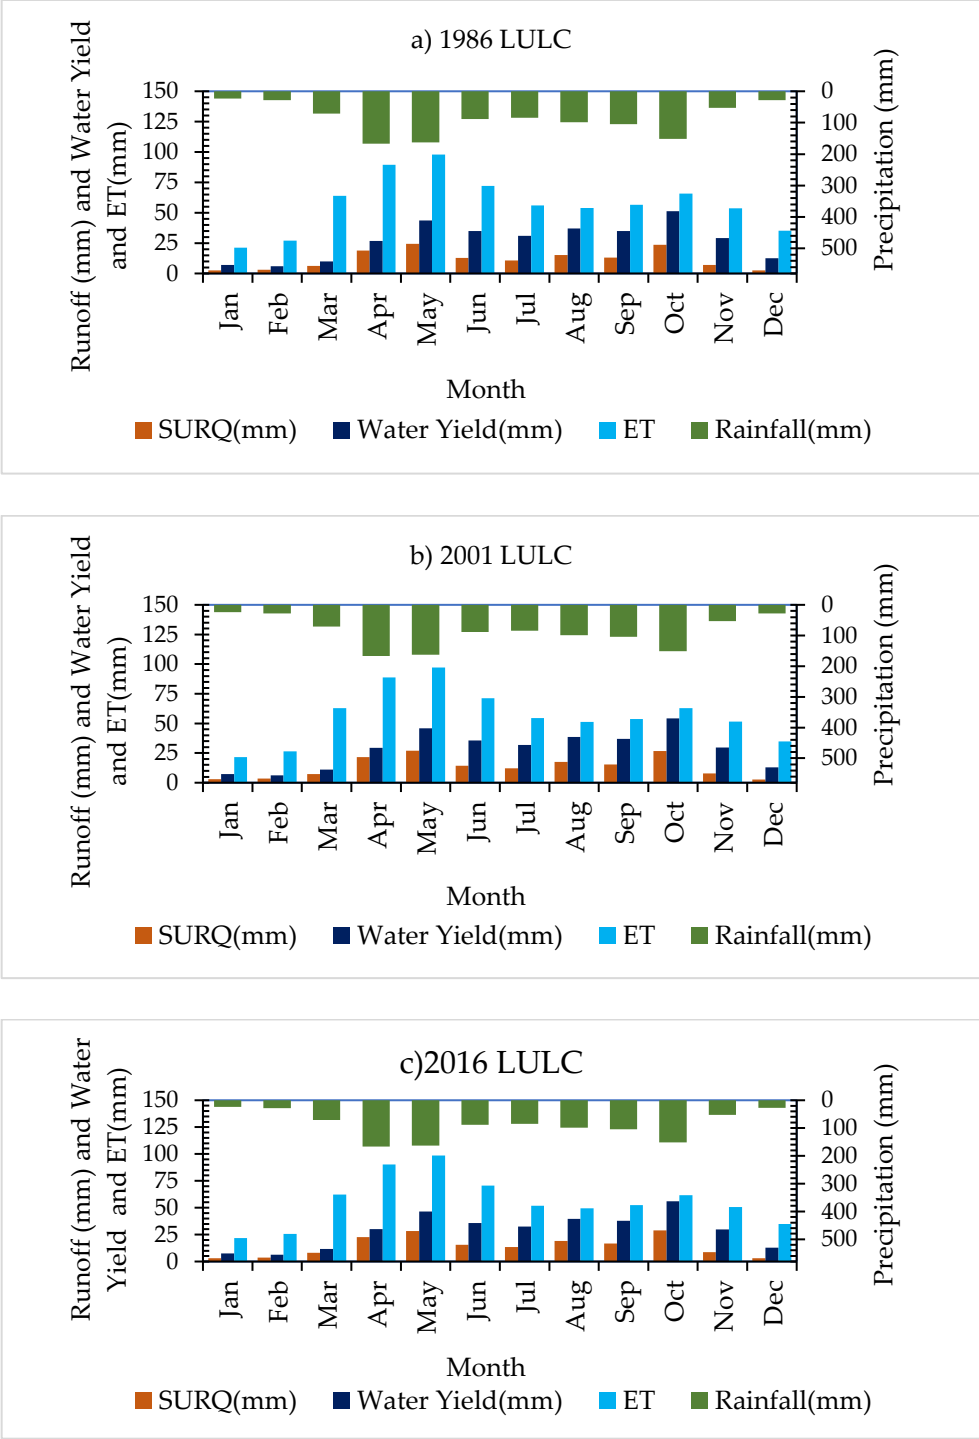 a) 1986 LULC
Runoff (mm) and Water Yield
and ET(mm)
150
125
100
75
50
25
0
0
100
200
300
400
500
Precipitation (mm)
Jan
Feb
Mar
Apr
May
Jun
Jul
Aug
Sep
Oct
Nov
Dec
Month
SURQ(mm) Water Yield(mm) ET Rainfall(mm)
b) 2001 LULC
Runoff (mm) and Water Yield
and ET(mm)
150
125
100
75
50
25
0
0
100
200
300
400
500
Precipitation (mm)
Jan
Feb
Mar
Apr
May
Jun
Jul
Aug
Sep
Oct
Nov
Dec
Month
SURQ(mm) Water Yield(mm) ET Rainfall(mm)
c)2016 LULC
Runoff (mm) and Water
Yield and ET(mm)
150
125
100
75
50
25
0
0
100
200
300
400
500
Precipitation (mm)
Jan
Feb
Mar
Apr
May
Jun
Jul
Aug
Sep
Oct
Nov
Dec
Month
SURQ(mm) Water Yield(mm) ET Rainfall(mm)